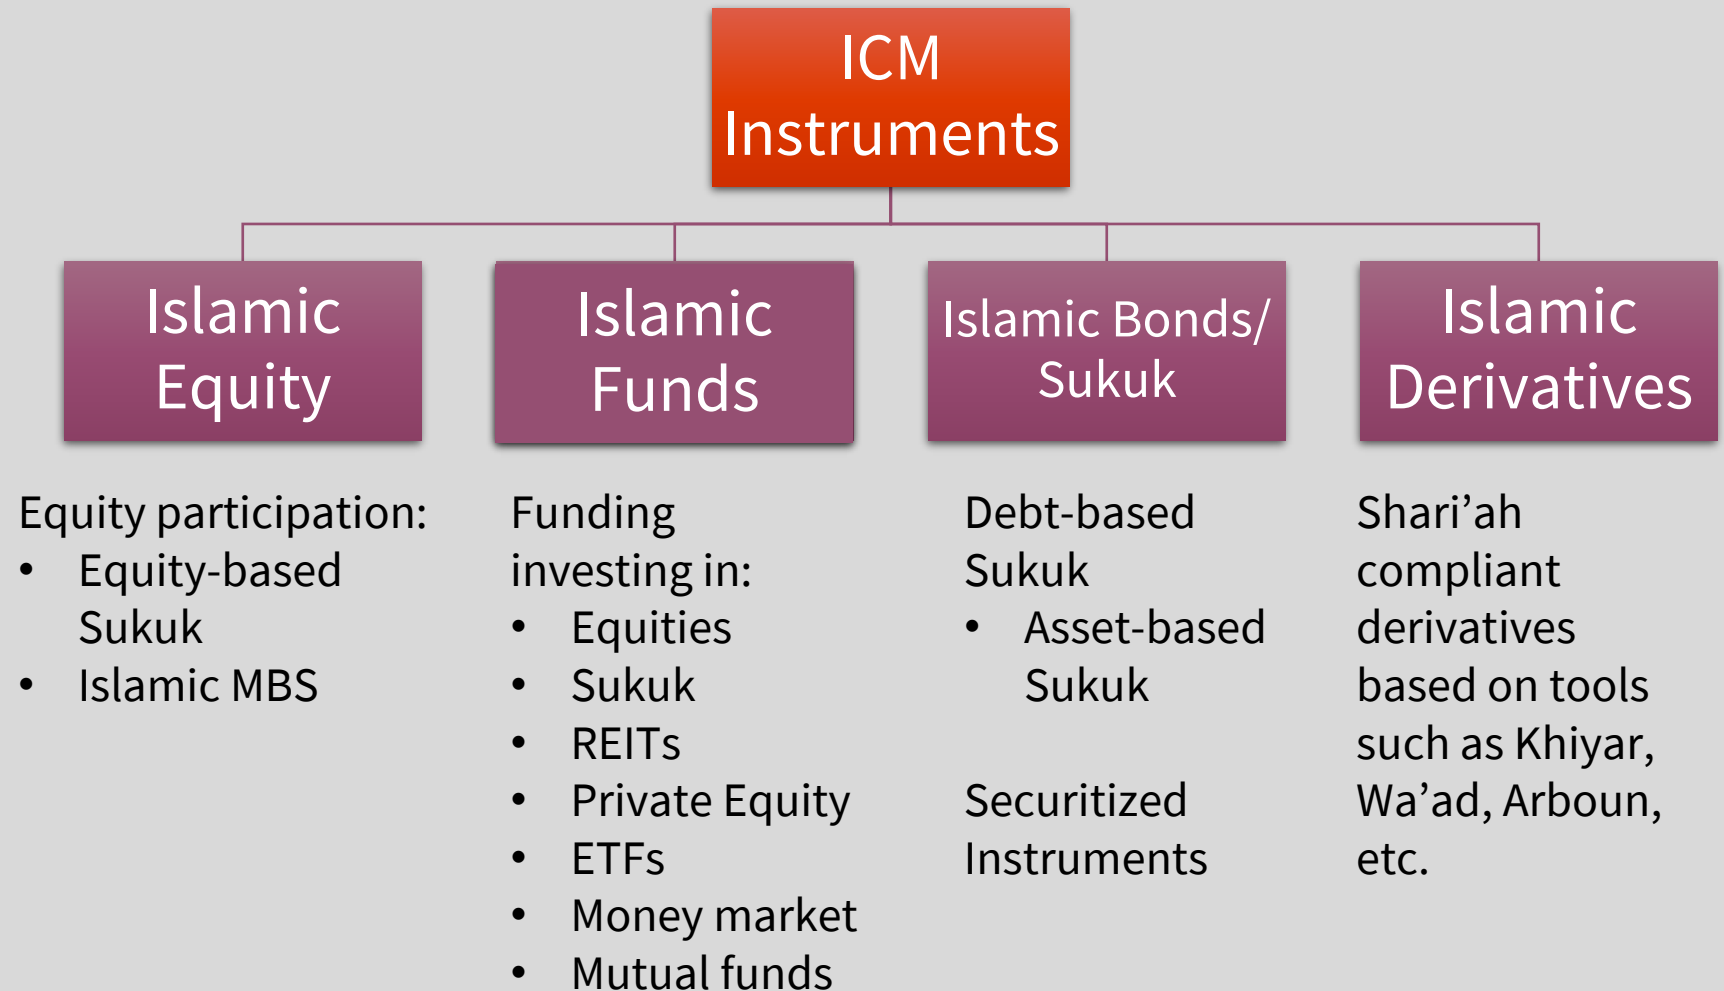 ICM
Instruments
Islamic
Equity
Islamic
Funds
Islamic Bonds/
Sukuk
Islamic
Derivatives
Equity participation:
• Equity-based
Sukuk
• Islamic MBS
Funding
investing in:
• Equities
• Sukuk
• REITs
• Private Equity
• ETFs
• Money market
• Mutual funds
Debt-based
Sukuk
• Asset-based
Sukuk
Securitized
Instruments
Shari’ah
compliant
derivatives
based on tools
such as Khiyar,
Wa’ad, Arboun,
etc.